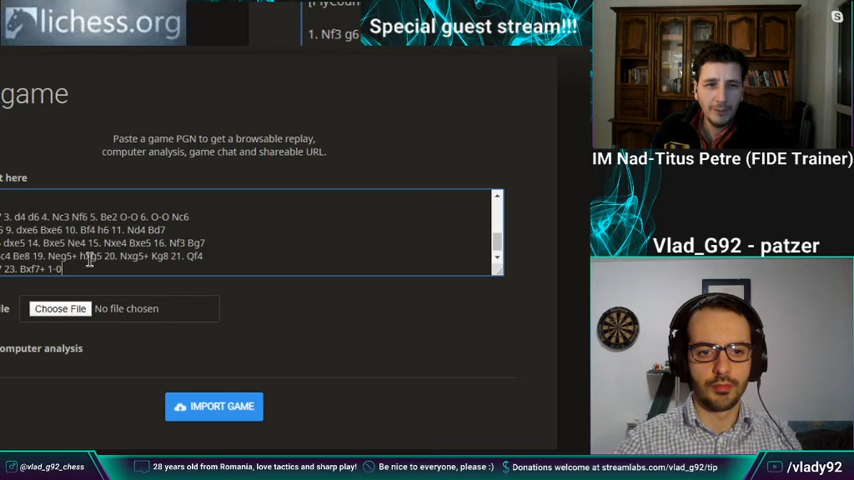 lichess.org
1. Nf3 g6
Special guest stream!!!
game
Paste a game PGN to get a browsable replay,
computer analysis, game chat and shareable URL.
t here
3. d4 d6 4. Nc3 Nf6 5. Be2 O-O 6. O-O Nc6
9. dxe6 Bxe6 10. Bf4 h6 11. Nd4 Bd7
dxe5 14. Bxe5 Ne4 15. Nxe4 Bxe5 16. Nf3 Bg7
c4 Be8 19. Neg5+ hxg5 20. Nxg5+ Kg8 21. Qf4
23. Bxf7+ 1-0
ile
Choose File No file chosen
omputer analysis
IMPORT GAME
IM Nad-Titus Petre (FIDE Trainer)
Vlad_G92 - patzer
@vlad_g92_chess
28 years old from Romania, love tactics and sharp play!
Be nice to everyone, please :)
Donations welcome at streamlabs.com/vlad_g92/tip
/vlady92